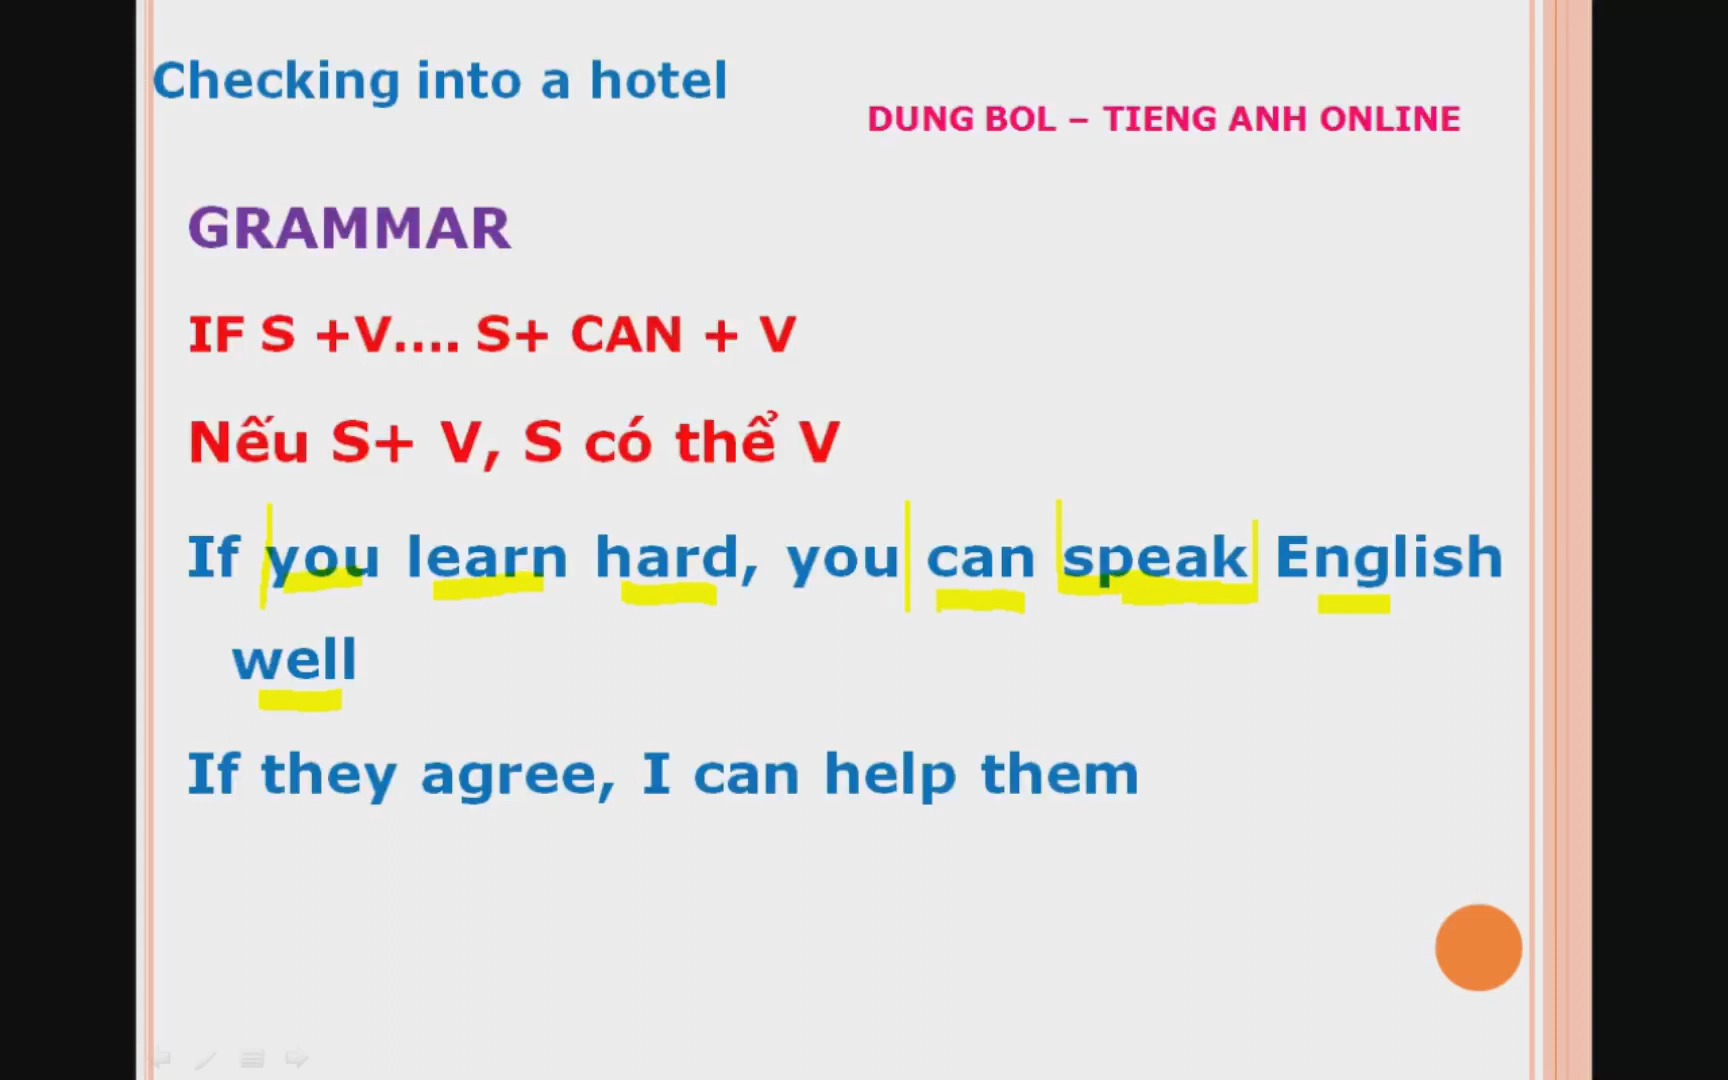 Checking into a hotel
DUNG BOL – TIENG ANH ONLINE
GRAMMAR
IF S +V.... S+ CAN + V
Nếu S+ V, S có thể V
If you learn hard, you can speak English
well
If they agree, I can help them